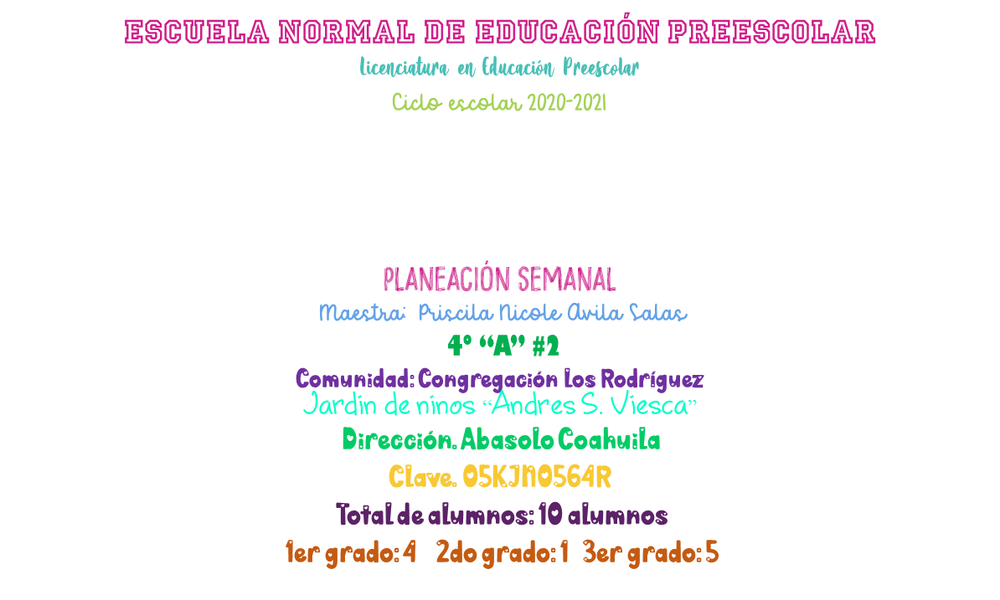 ESCUELA NORMAL DE EDUCACIÓN PREESCOLAR
Licenciatura en Educación Preescolar
Ciclo escolar 2020-2021
PLANEACIÓN SEMANAL
Maestra: Priscila Nicole Avila Salas
4° “A” #2
Comunidad: Congregación Los Rodríguez
Jardín de ninos “Andres S. Viesca”
Dirección. Abasolo Coahuila
Clave. 05KJN0564R
Total de alumnos: 10 alumnos
1er grado: 4 2do grado: 1 3er grado: 5